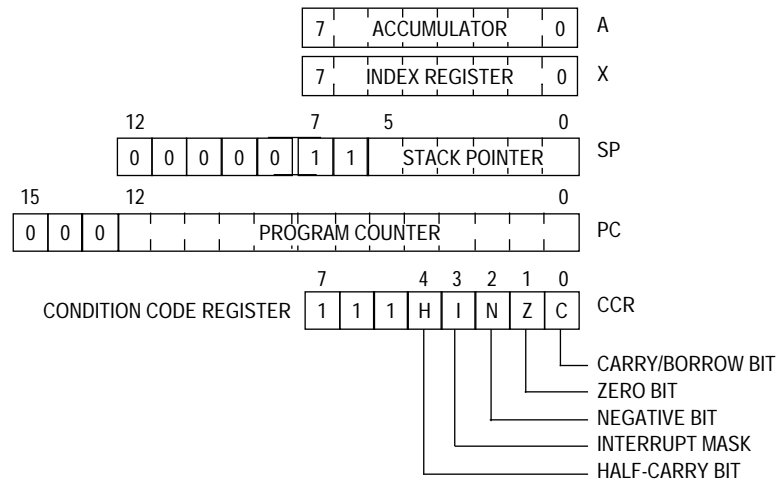 7 ACCUMULATOR 0 A
7 INDEX REGISTER 0 X
12 7 5 0
0 0 0 0 0 1 1 STACK POINTER SP
15 12 0
0 0 0 PROGRAM COUNTER PC
7 4 3 2 1 0
CONDITION CODE REGISTER 1 1 1 H I N Z C CCR
CARRY/BORROW BIT
ZERO BIT
NEGATIVE BIT
INTERRUPT MASK
HALF-CARRY BIT